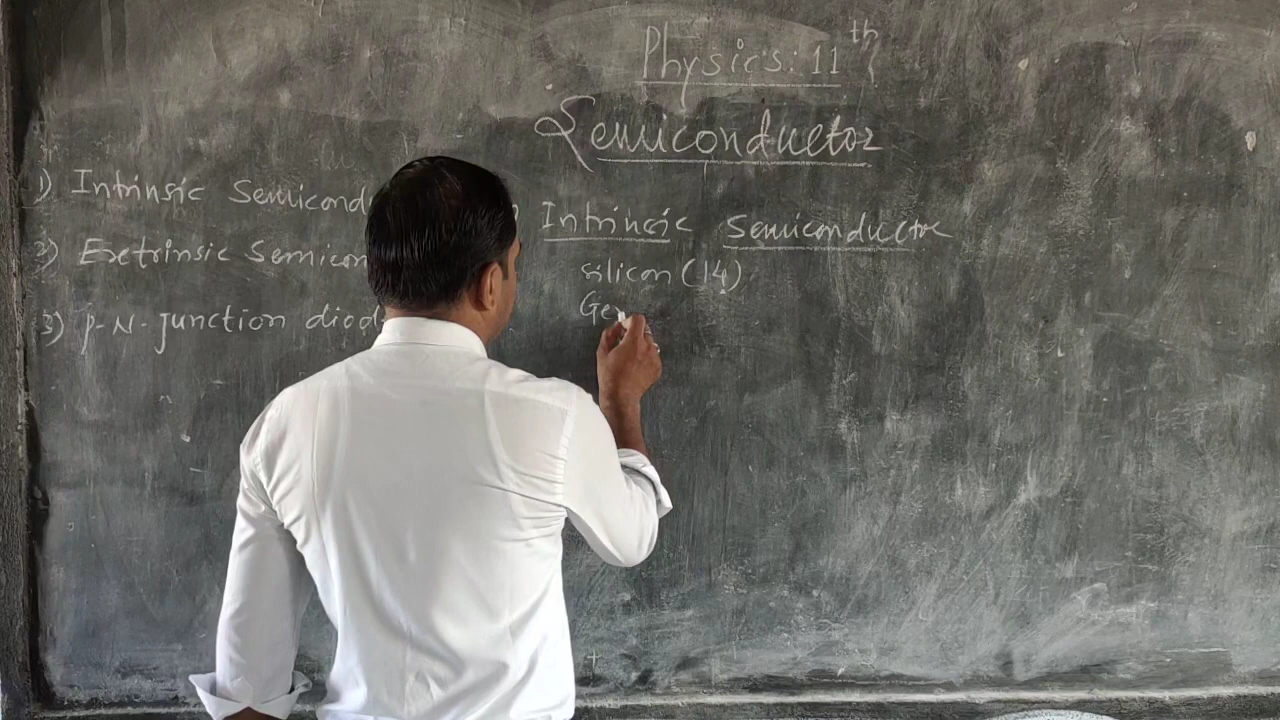 Physics: 11th
Semiconductor
1) Intrinsic Semicond
2) Extrinsic Semicon
3) P-N-Junction diod
Intrinsic Semiconductor
silicon (14)
Ge